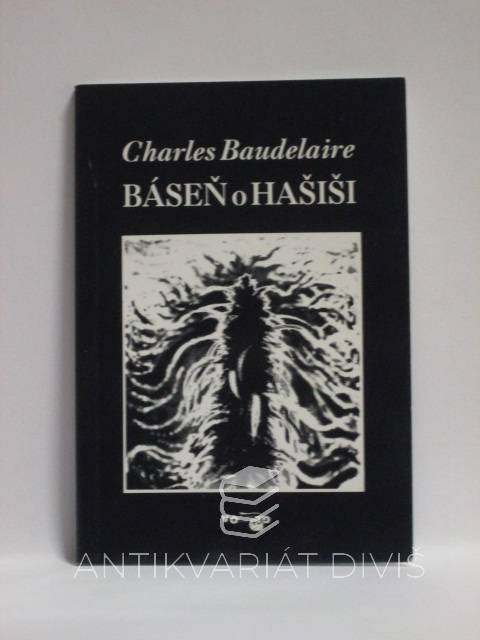 Charles Baudelaire
BÁSEŇ o HAŠIŠI
ANTIKVARIÁT DIVIŠ